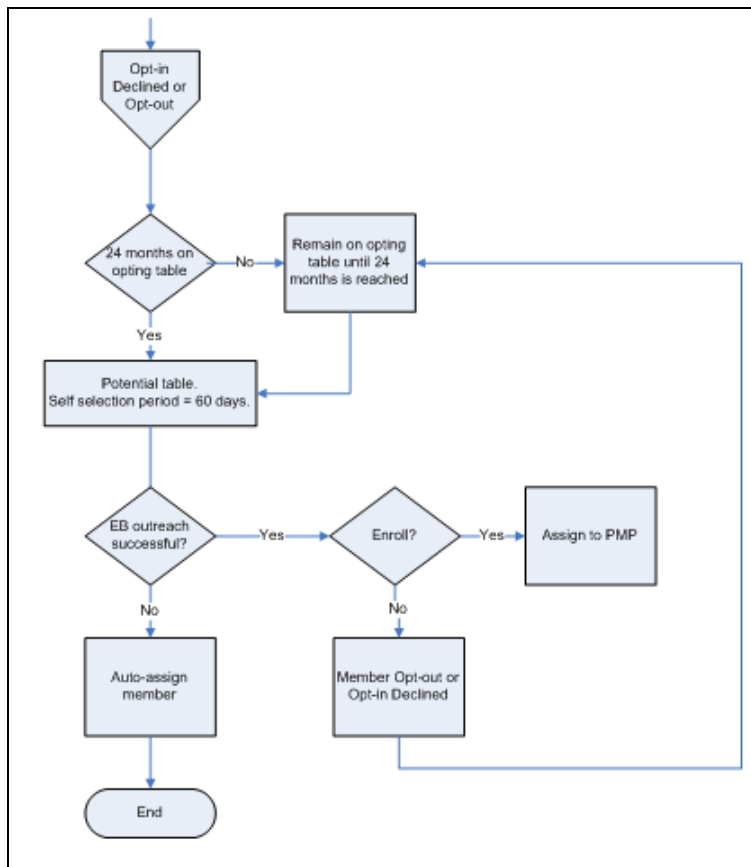 Opt-in
Declined or
Opt-out
24 months on
opting table
No
Remain on opting
table until 24
months is reached
Yes
Potential table.
Self selection period = 60 days.
EB outreach
successful?
Yes
Enroll?
Yes
Assign to PMP
No
No
Auto-assign
member
Member Opt-out or
Opt-in Declined
End